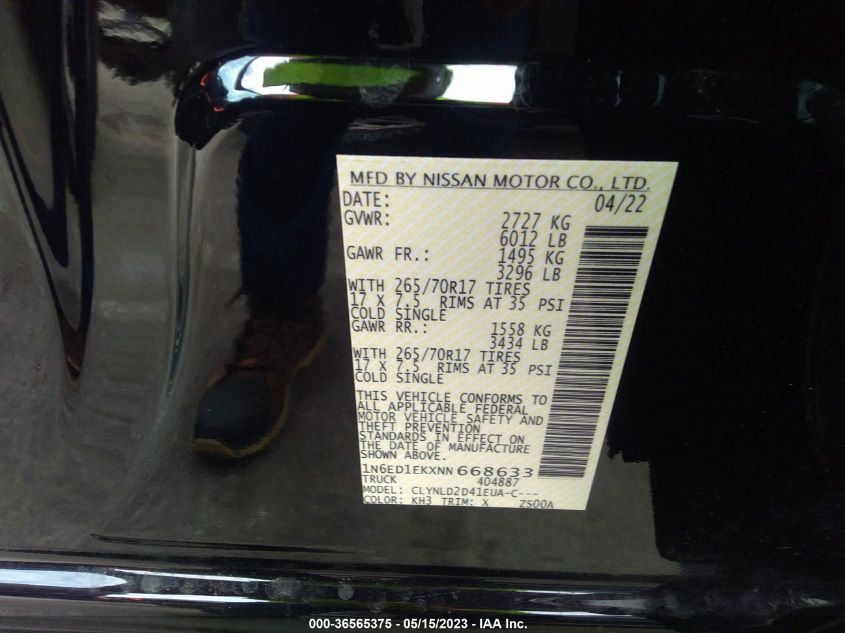 MFD BY NISSAN MOTOR CO., LTD.
DATE: 04/22
GVWR: 2727 KG
6012 LB
GAWR FR.: 1495 KG
3296 LB
WITH 265/70R17 TIRES
17 X 7.5 RIMS AT 35 PSI
COLD SINGLE
GAWR RR.: 1558 KG
3434 LB
WITH 265/70R17 TIRES
17 X 7.5 RIMS AT 35 PSI
COLD SINGLE
THIS VEHICLE CONFORMS TO
ALL APPLICABLE FEDERAL
MOTOR VEHICLE SAFETY AND
THEFT PREVENTION
STANDARDS IN EFFECT ON
THE DATE OF MANUFACTURE
SHOWN ABOVE.
1N6ED1EKXNN668633
TRUCK 404887
MODEL: CLYNLD2D41EUA-C---
COLOR: KH3 TRIM: X ZS00A
000-36565375 - 05/15/2023 - IAA Inc.